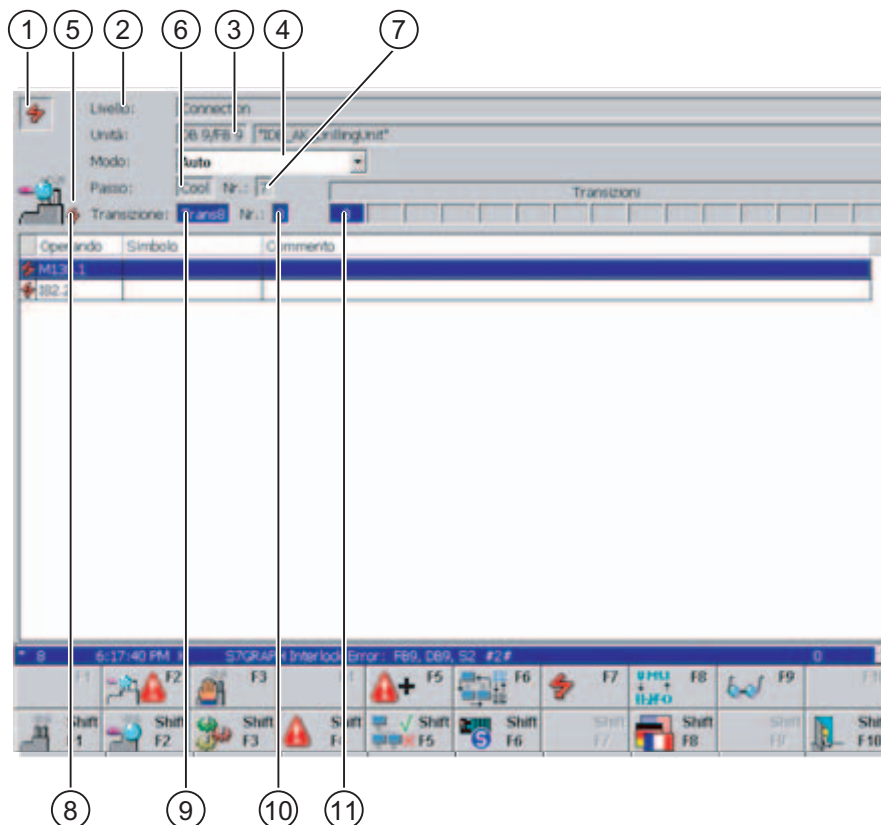 1 5 2 6 3 4 7
Livello: Connection
Unità: DB 9/FB 9
Modo: Auto
Passo: Cool Nr.: 7 Transizioni
Transizione: Trans8 Nr.:
Operando Simbolo Commento
8 6:17:40 PM S7GRAPH Interlock Error: FB9, DB9, S2 #2#
0
F1 F2 F3 F4 F5 F6 F7 F8 F9 F10
Shift Shift Shift Shift Shift Shift Shift Shift Shift
F2 F3 F5 F6 F7 F8 F9 F10
8 9 10 11